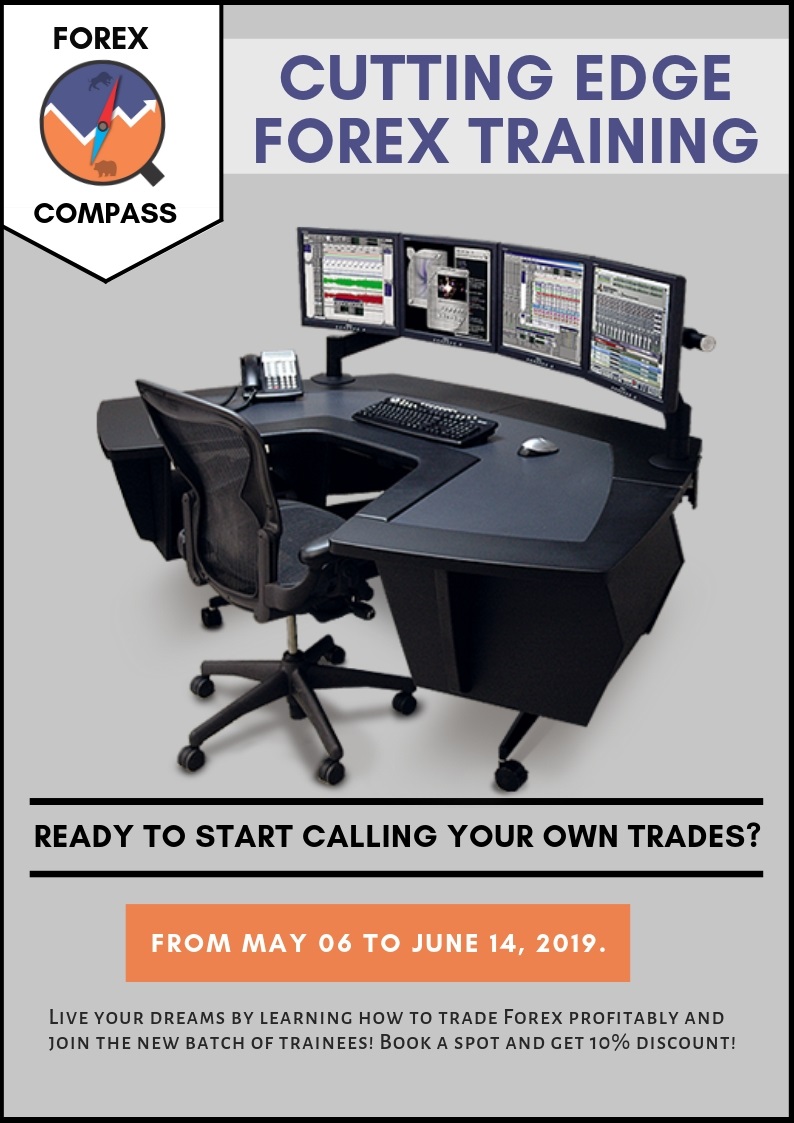 FOREX
COMPASS
CUTTING EDGE
FOREX TRAINING
READY TO START CALLING YOUR OWN TRADES?
FROM MAY 06 TO JUNE 14, 2019.
Live your dreams by learning how to trade Forex profitably and
join the new batch of trainees! Book a spot and get 10% discount!